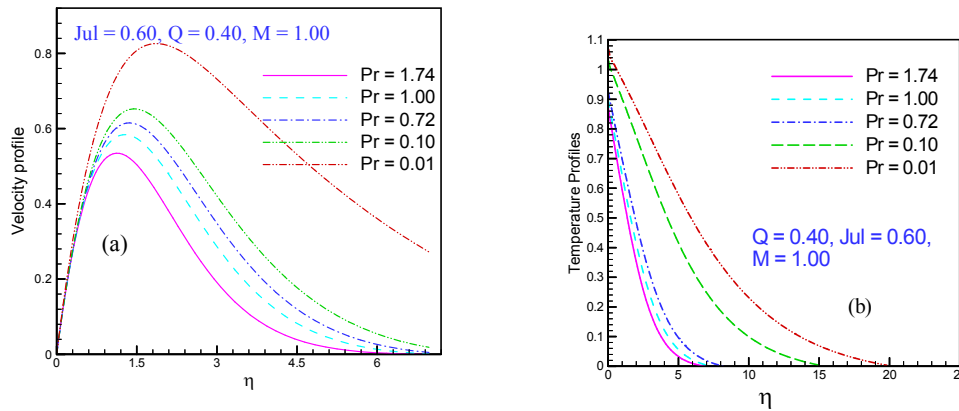 Jul = 0.60, Q = 0.40, M = 1.00
Pr = 1.74
Pr = 1.00
Pr = 0.72
Pr = 0.10
Pr = 0.01
(a)
Velocity profile
0.8
0.6
0.4
0.2
0
0 1.5 3 4.5 6
η
Pr = 1.74
Pr = 1.00
Pr = 0.72
Pr = 0.10
Pr = 0.01
Q = 0.40, Jul = 0.60,
M = 1.00
(b)
Temperature Profiles
1.1
1
0.9
0.8
0.7
0.6
0.5
0.4
0.3
0.2
0.1
0
0 5 10 15 20 25
η